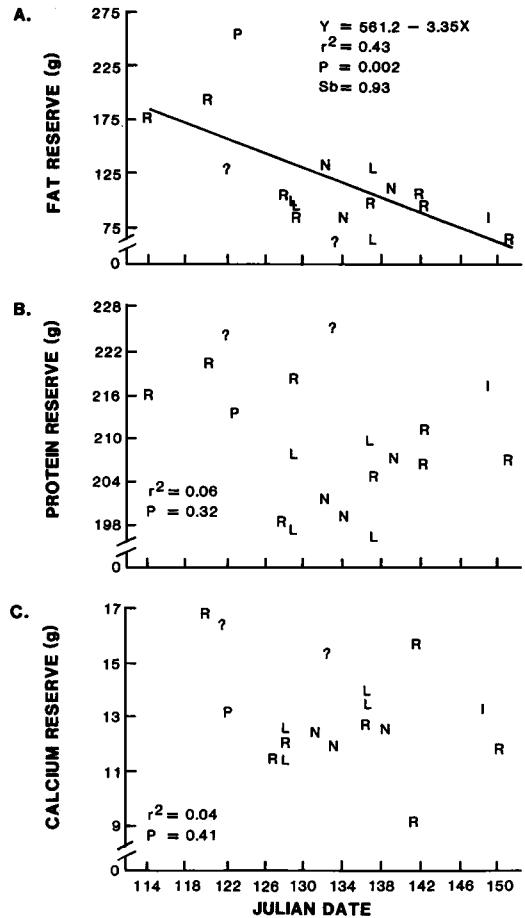 A.
FAT RESERVE (g)
275
225
175
125
75
0
Y = 561.2 – 3.35X
r² = 0.43
P = 0.002
Sb = 0.93
P
R
R
?
N
L
R
L
L
R
R
N
N
R
R
?
L
I
R
B.
PROTEIN RESERVE (g)
228
222
216
210
204
198
0
?
?
R
R
P
R
I
L
L
R
N
R
R
R
N
N
R
L
L
r² = 0.06
P = 0.32
C.
CALCIUM RESERVE (g)
17
15
13
11
9
0
R
?
?
R
P
L
L
I
L
R
R
L
N
N
R
N
R
R
r² = 0.04
P = 0.41
114 118 122 126 130 134 138 142 146 150
JULIAN DATE